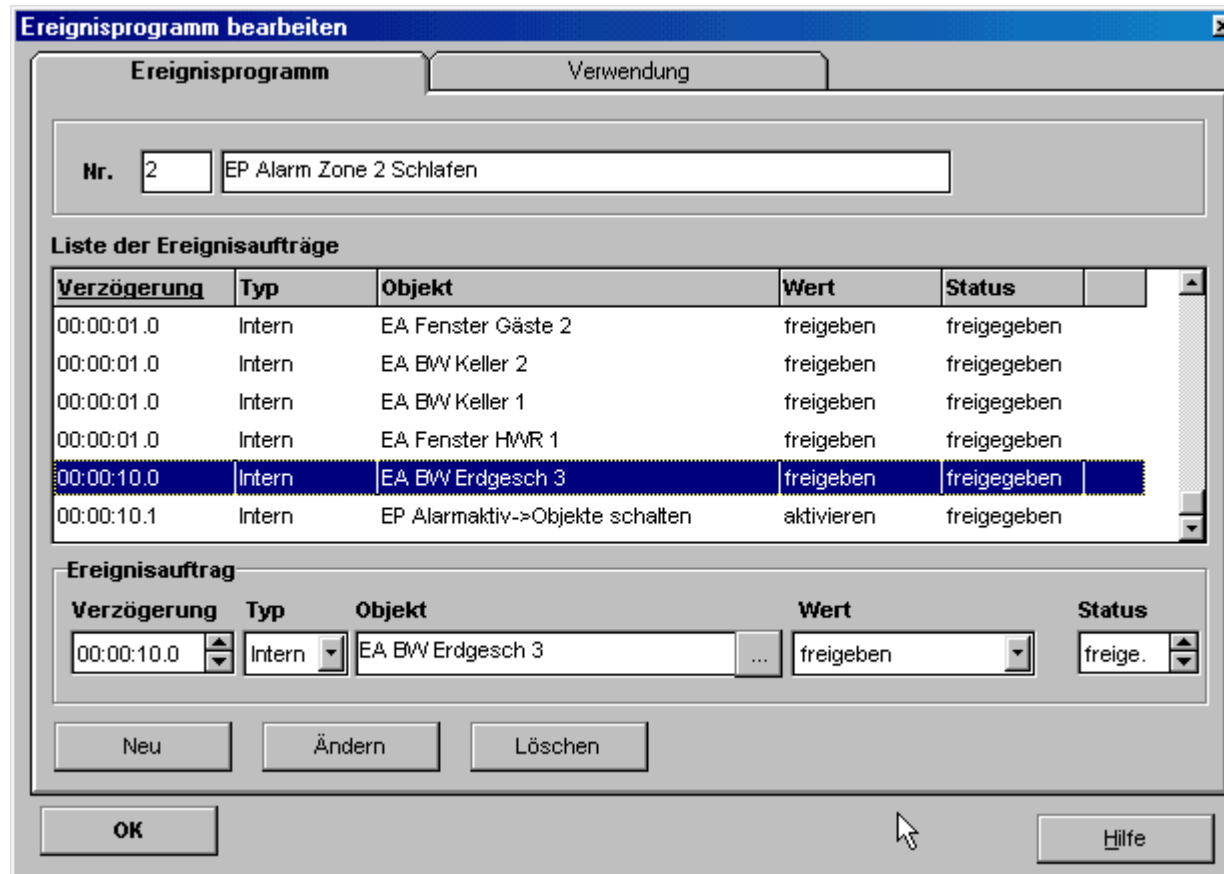 Ereignisprogramm bearbeiten
Ereignisprogramm Verwendung
Nr. 2 EP Alarm Zone 2 Schlafen
Liste der Ereignisaufträge
Verzögerung Typ Objekt Wert Status
00:00:01.0 Intern EA Fenster Gäste 2 freigeben freigegeben
00:00:01.0 Intern EA BW Keller 2 freigeben freigegeben
00:00:01.0 Intern EA BW Keller 1 freigeben freigegeben
00:00:01.0 Intern EA Fenster HWR 1 freigeben freigegeben
00:00:10.0 Intern EA BW Erdgesch 3 freigeben freigegeben
00:00:10.1 Intern EP Alarmaktiv->Objekte schalten aktivieren freigegeben
Ereignisauftrag
Verzögerung Typ Objekt Wert Status
00:00:10.0 Intern EA BW Erdgesch 3 ... freigeben freige.
Neu Ändern Löschen
OK Hilfe